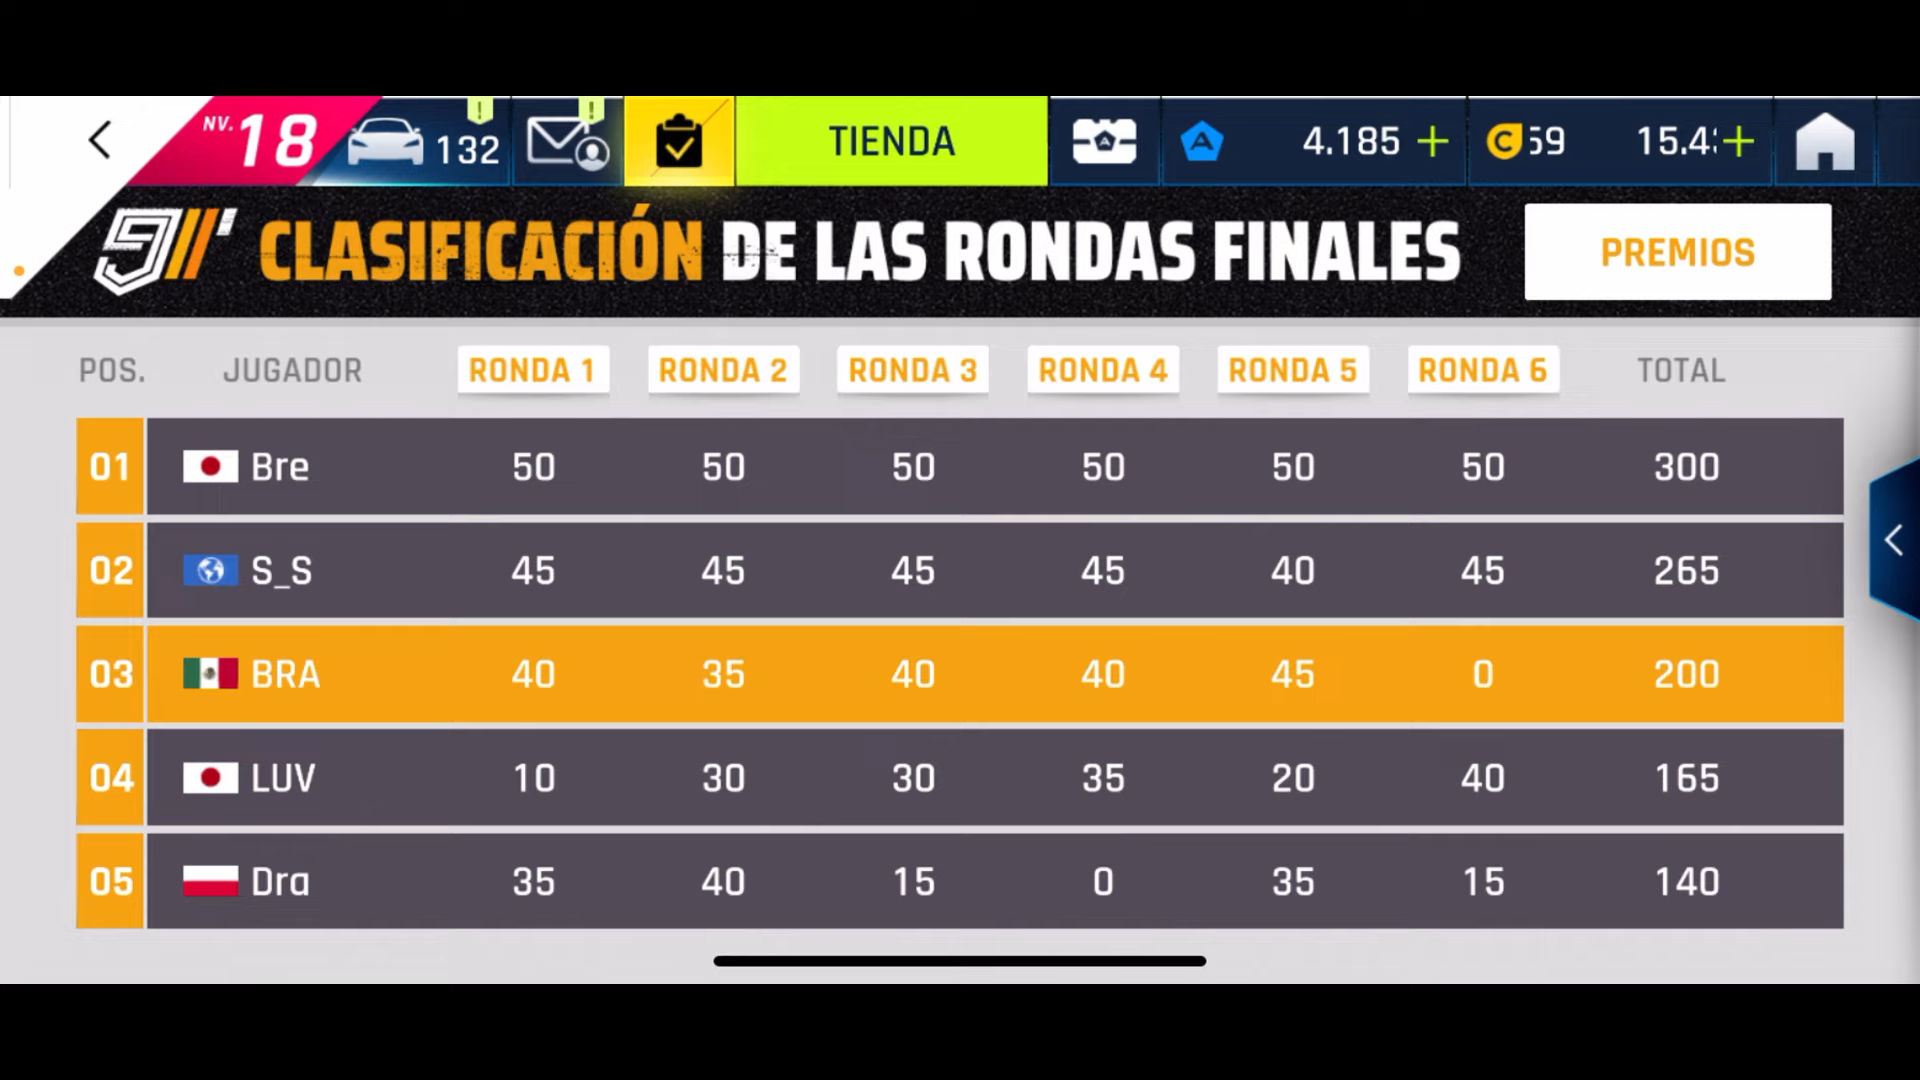 NV. 18 132 TIENDA 4.185 + 59 15.4 +
CLASIFICACIÓN DE LAS RONDAS FINALES PREMIOS
POS. JUGADOR RONDA 1 RONDA 2 RONDA 3 RONDA 4 RONDA 5 RONDA 6 TOTAL
01 Bre 50 50 50 50 50 50 300
02 S_S 45 45 45 45 40 45 265
03 BRA 40 35 40 40 45 0 200
04 LUV 10 30 30 35 20 40 165
05 Dra 35 40 15 0 35 15 140